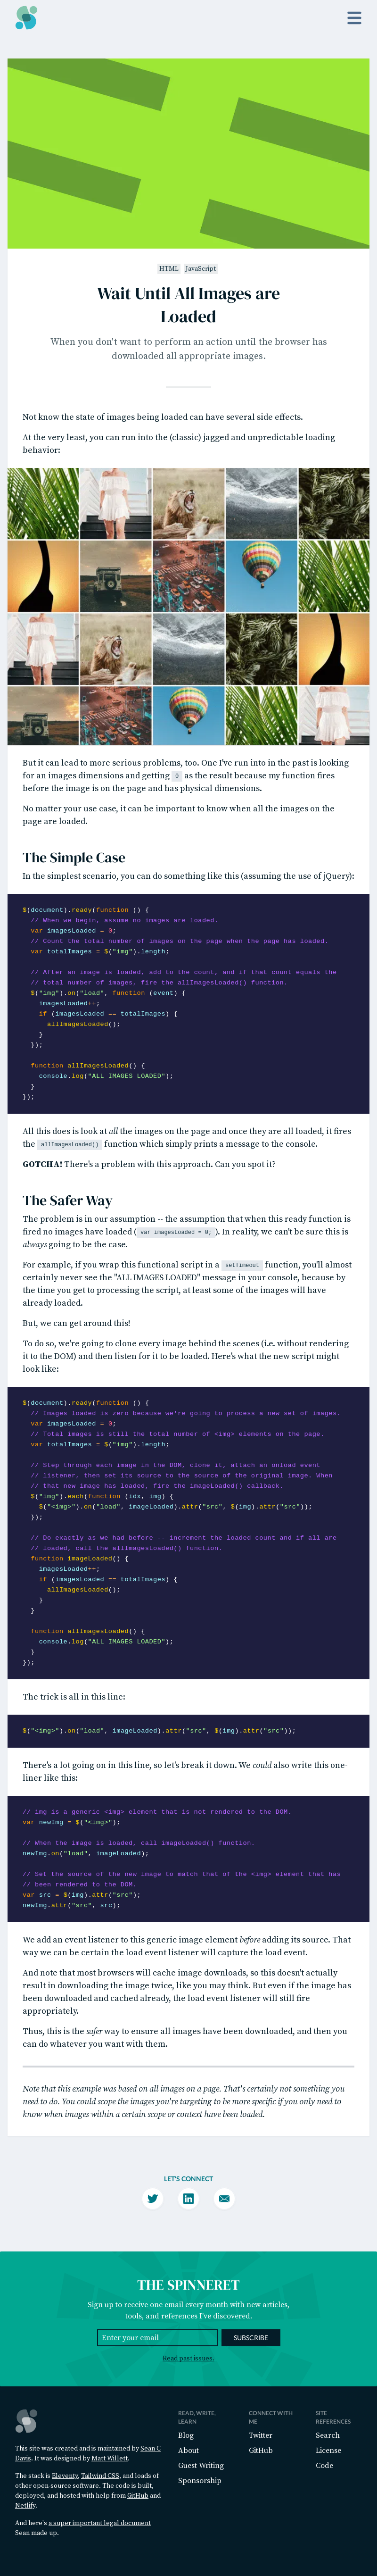 HTML JavaScript
Wait Until All Images are
Loaded
When you don't want to perform an action until the browser has
downloaded all appropriate images.
Not know the state of images being loaded can have several side effects.
At the very least, you can run into the (classic) jagged and unpredictable loading
behavior:
But it can lead to more serious problems, too. One I've run into in the past is looking
for an images dimensions and getting 0 as the result because my function fires
before the image is on the page and has physical dimensions.
No matter your use case, it can be important to know when all the images on the
page are loaded.
The Simple Case
In the simplest scenario, you can do something like this (assuming the use of jQuery):
$(document).ready(function () {
  // When we begin, assume no images are loaded.
  var imagesLoaded = 0;
  // Count the total number of images on the page when the page has loaded.
  var totalImages = $("img").length;
  // After an image is loaded, add to the count, and if that count equals the
  // total number of images, fire the allImagesLoaded() function.
  $("img").on("load", function (event) {
    imagesLoaded++;
    if (imagesLoaded == totalImages) {
      allImagesLoaded();
    }
  });
  function allImagesLoaded() {
    console.log("ALL IMAGES LOADED");
  }
});
All this does is look at all the images on the page and once they are all loaded, it fires
the allImagesLoaded() function which simply prints a message to the console.
GOTCHA! There's a problem with this approach. Can you spot it?
The Safer Way
The problem is in our assumption -- the assumption that when this ready function is
fired no images have loaded ( var imagesLoaded = 0; ). In reality, we can't be sure this is
always going to be the case.
For example, if you wrap this functional script in a setTimeout function, you'll almost
certainly never see the "ALL IMAGES LOADED" message in your console, because by
the time you get to processing the script, at least some of the images will have
already loaded.
But, we can get around this!
To do so, we're going to clone every image behind the scenes (i.e. without rendering
it to the DOM) and then listen for it to be loaded. Here's what the new script might
look like:
$(document).ready(function () {
  // Images loaded is zero because we're going to process a new set of images.
  var imagesLoaded = 0;
  // Total images is still the total number of <img> elements on the page.
  var totalImages = $("img").length;
  // Step through each image in the DOM, clone it, attach an onload event
  // listener, then set its source to the source of the original image. When
  // that new image has loaded, fire the imageLoaded() callback.
  $("img").each(function (idx, img) {
    $("<img>").on("load", imageLoaded).attr("src", $(img).attr("src"));
  });
  // Do exactly as we had before -- increment the loaded count and if all are
  // loaded, call the allImagesLoaded() function.
  function imageLoaded() {
    imagesLoaded++;
    if (imagesLoaded == totalImages) {
      allImagesLoaded();
    }
  }
  function allImagesLoaded() {
    console.log("ALL IMAGES LOADED");
  }
});
The trick is all in this line:
$("<img>").on("load", imageLoaded).attr("src", $(img).attr("src"));
There's a lot going on in this line, so let's break it down. We could also write this one-
liner like this:
// img is a generic <img> element that is not rendered to the DOM.
var newImg = $("<img>");
// When the image is loaded, call imageLoaded() function.
newImg.on("load", imageLoaded);
// Set the source of the new image to match that of the <img> element that has
// been rendered to the DOM.
var src = $(img).attr("src");
newImg.attr("src", src);
We add an event listener to this generic image element before adding its source. That
way we can be certain the load event listener will capture the load event.
And note that most browsers will cache image downloads, so this doesn't actually
result in downloading the image twice, like you may think. But even if the image has
been downloaded and cached already, the load event listener will still fire
appropriately.
Thus, this is the safer way to ensure all images have been downloaded, and then you
can do whatever you want with them.
Note that this example was based on all images on a page. That's certainly not something you
need to do. You could scope the images you're targeting to be more specific if you only need to
know when images within a certain scope or context have been loaded.
LET'S CONNECT
THE SPINNERET
Sign up to receive one email every month with new articles,
tools, and references I've discovered.
Enter your email SUBSCRIBE
Read past issues.
This site was created and is maintained by Sean C
Davis. It was designed by Matt Willett.
The stack is Eleventy, Tailwind CSS, and loads of
other open-source software. The code is built,
deployed, and hosted with help from GitHub and
Netlify.
And here's a super important legal document
Sean made up.
READ, WRITE,
LEARN
Blog
About
Guest Writing
Sponsorship
CONNECT WITH
ME
Twitter
GitHub
SITE
REFERENCES
Search
License
Code